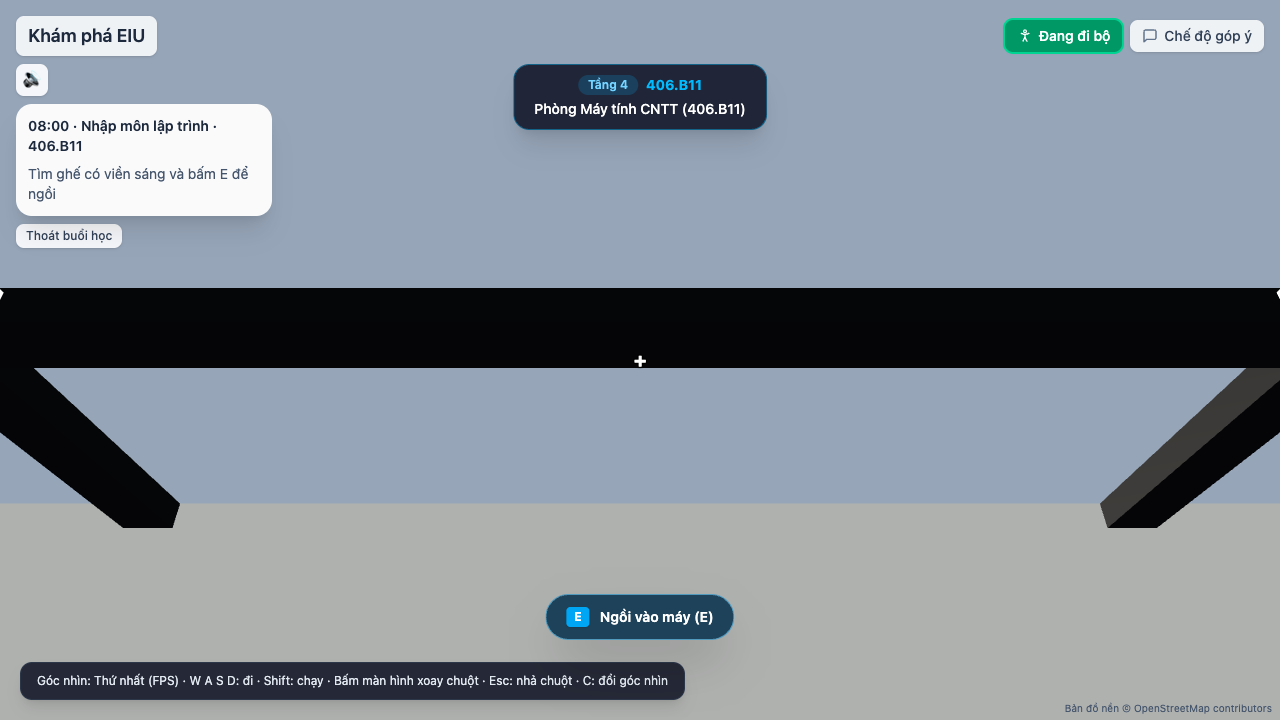 Khám phá EIU
Đang đi bộ
Chế độ góp ý
Tầng 4 406.B11
Phòng Máy tính CNTT (406.B11)
08:00 · Nhập môn lập trình ·
406.B11
Tìm ghế có viền sáng và bấm E để
ngồi
Thoát buổi học
E Ngồi vào máy (E)
Góc nhìn: Thứ nhất (FPS) · W A S D: đi · Shift: chạy · Bấm màn hình xoay chuột · Esc: nhả chuột · C: đổi góc nhìn
Bản đồ nền © OpenStreetMap contributors